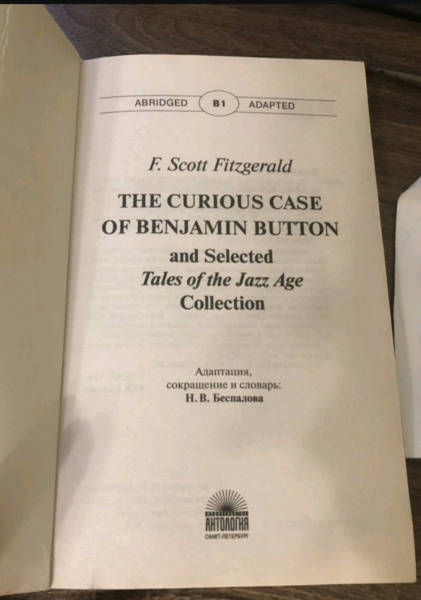 ABRIDGED B1 ADAPTED
F. Scott Fitzgerald
THE CURIOUS CASE
OF BENJAMIN BUTTON
and Selected
Tales of the Jazz Age
Collection
Адаптация,
сокращение и словарь:
Н. В. Беспалова
АНТОЛОГИЯ
САНКТ-ПЕТЕРБУРГ